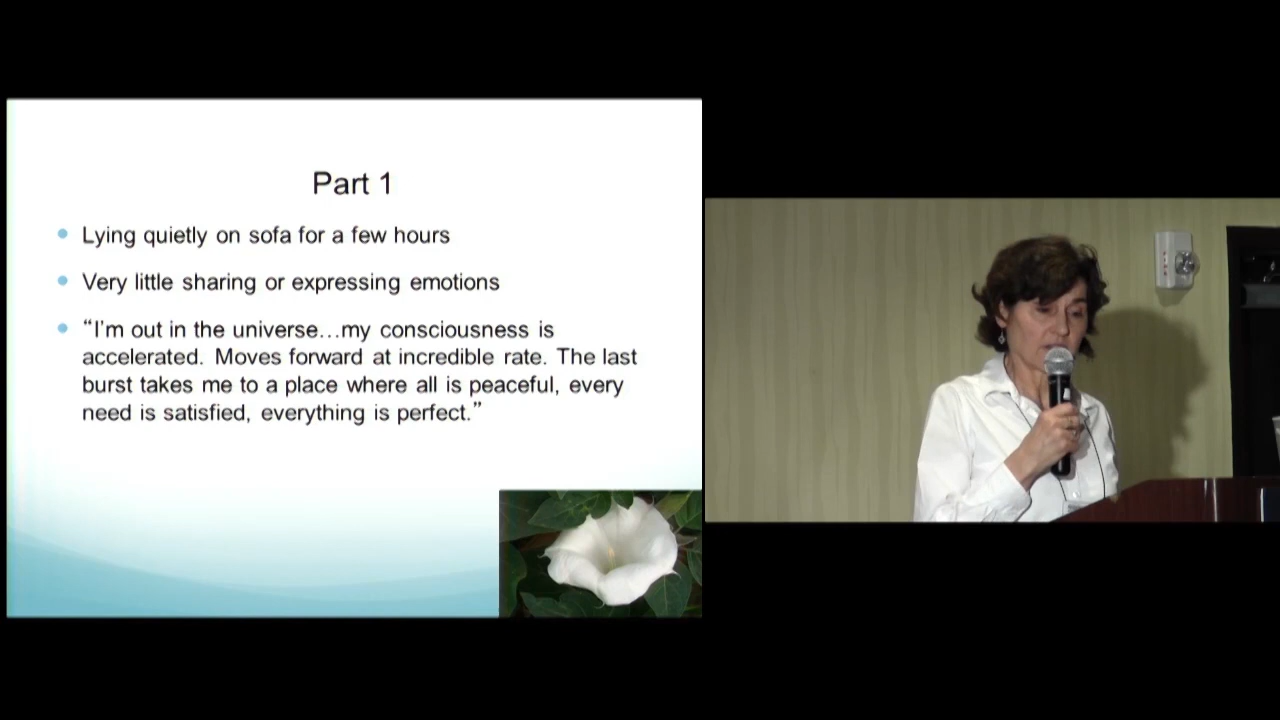 Part 1
Lying quietly on sofa for a few hours
Very little sharing or expressing emotions
“I’m out in the universe…my consciousness is
accelerated. Moves forward at incredible rate. The last
burst takes me to a place where all is peaceful, every
need is satisfied, everything is perfect.”